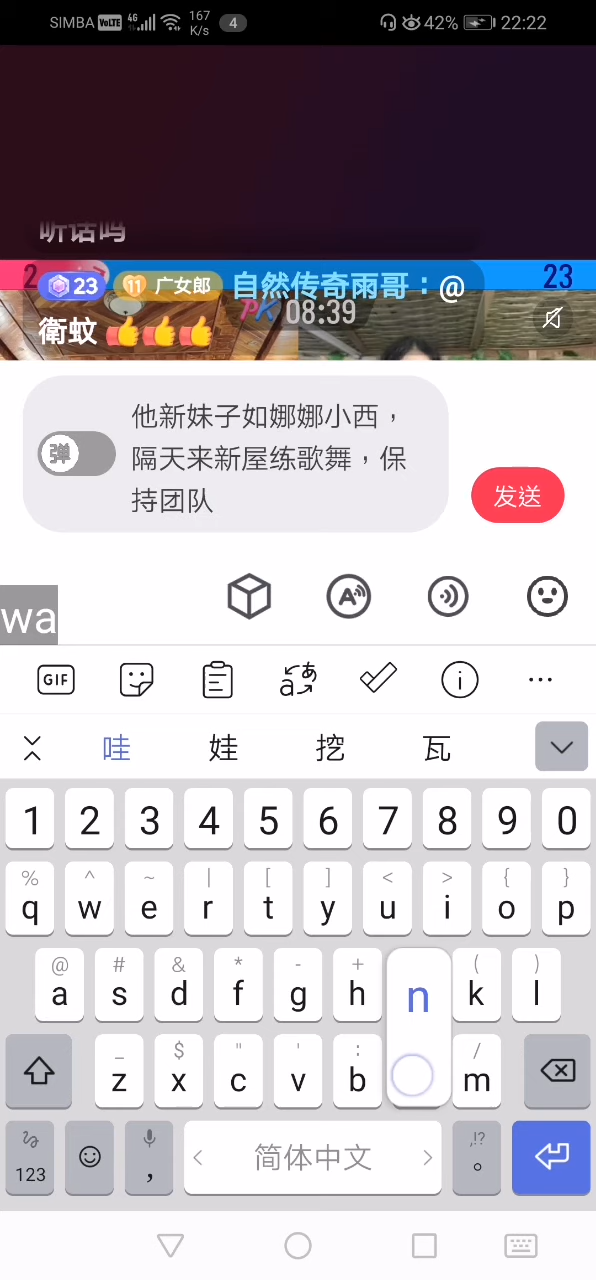 SIMBA VoLTE 4G 167 K/s 4 42% 22:22
听话吗
2 23 11 广女郎 自然传奇雨哥：@ 23
衛蚊 👍👍👍 PK 08:39
弹
他新妹子如娜娜小西，
隔天来新屋练歌舞，保
持团队
发送
wa
GIF
哇 娃 挖 瓦
1 2 3 4 5 6 7 8 9 0
% ^ ~ | [ ] < > { }
q w e r t y u i o p
@ # & * - + ( )
a s d f g h n k l
_ $ " ' : /
z x c v b m
123 , < 简体中文 > ,!? 。